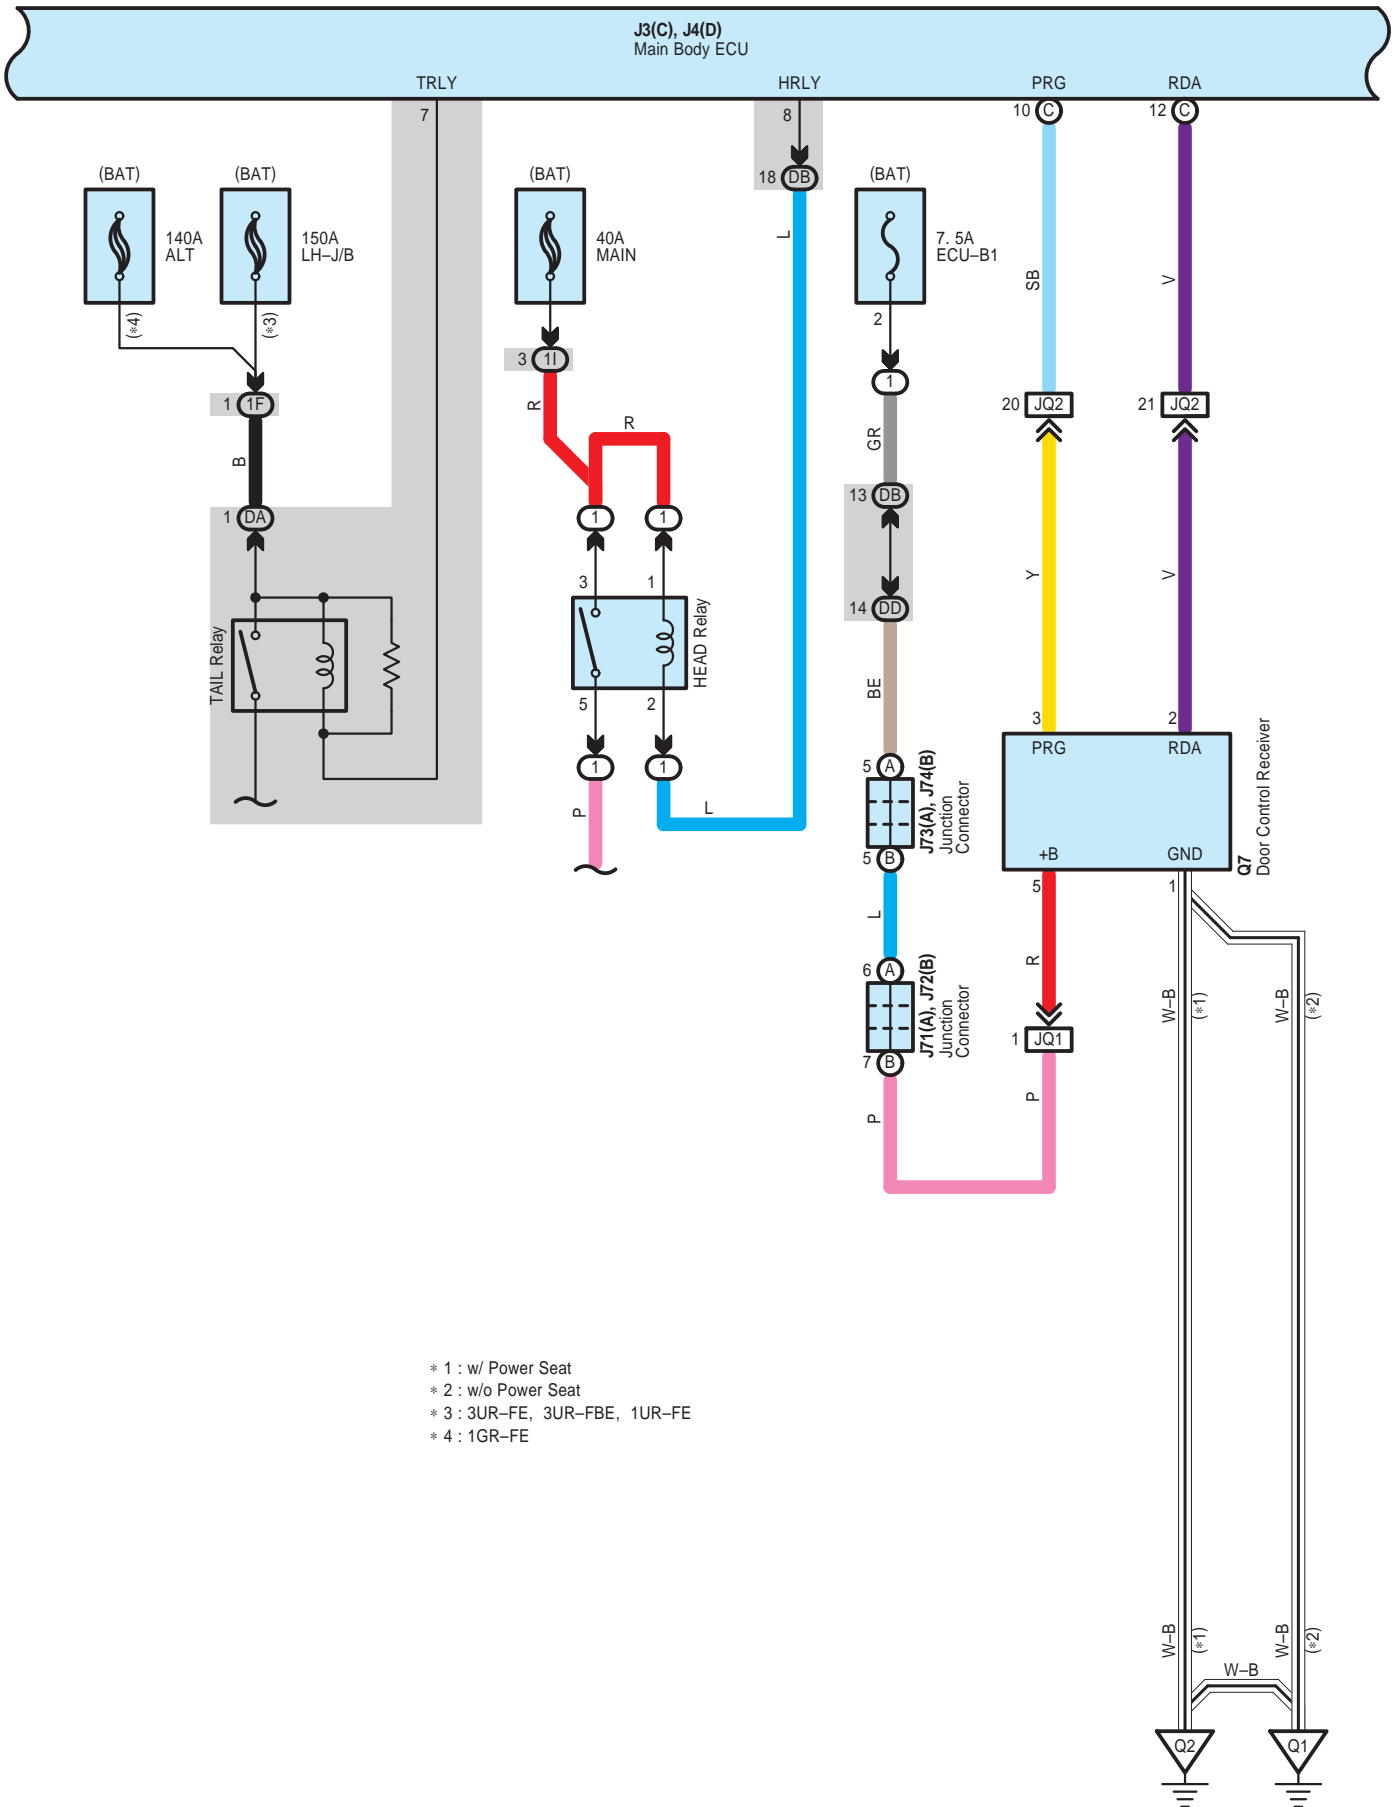 J3(C), J4(D)
Main Body ECU
TRLY
HRLY
PRG
RDA
7
8
10 C
12 C
18 DB
(BAT)
(BAT)
(BAT)
(BAT)
140A
ALT
150A
LH–J/B
40A
MAIN
7. 5A
ECU–B1
L
SB
V
(*4)
(*3)
2
3 1I
1
1 1F
20 JQ2
21 JQ2
R
R
GR
B
13 DB
1 DA
1
1
3
1
Y
V
14 DD
TAIL Relay
HEAD Relay
BE
5
2
3
2
PRG
RDA
1
1
5 A
J73(A), J74(B)
Junction
Connector
P
L
5 B
+B
GND
Q7
Door Control Receiver
5
1
L
R
6 A
J71(A), J72(B)
Junction
Connector
W–B
(*1)
W–B
(*2)
7 B
1 JQ1
P
P
* 1 : w/ Power Seat
* 2 : w/o Power Seat
* 3 : 3UR–FE, 3UR–FBE, 1UR–FE
* 4 : 1GR–FE
W–B
(*1)
W–B
(*2)
W–B
Q2
Q1